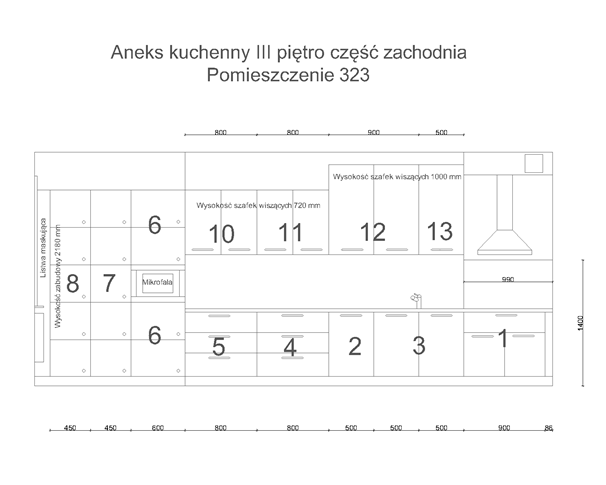 Aneks kuchenny III piętro część zachodnia
Pomieszczenie 323
800 800 900 500
Wysokość szafek wiszących 1000 mm
Wysokość szafek wiszących 720 mm
6 10 11 12 13
Listwa maskująca
Wysokość zabudowy 2180 mm
8 7 Mikrofala 990
1400
6 5 4 2 3 1
450 450 600 800 800 500 500 500 900 86